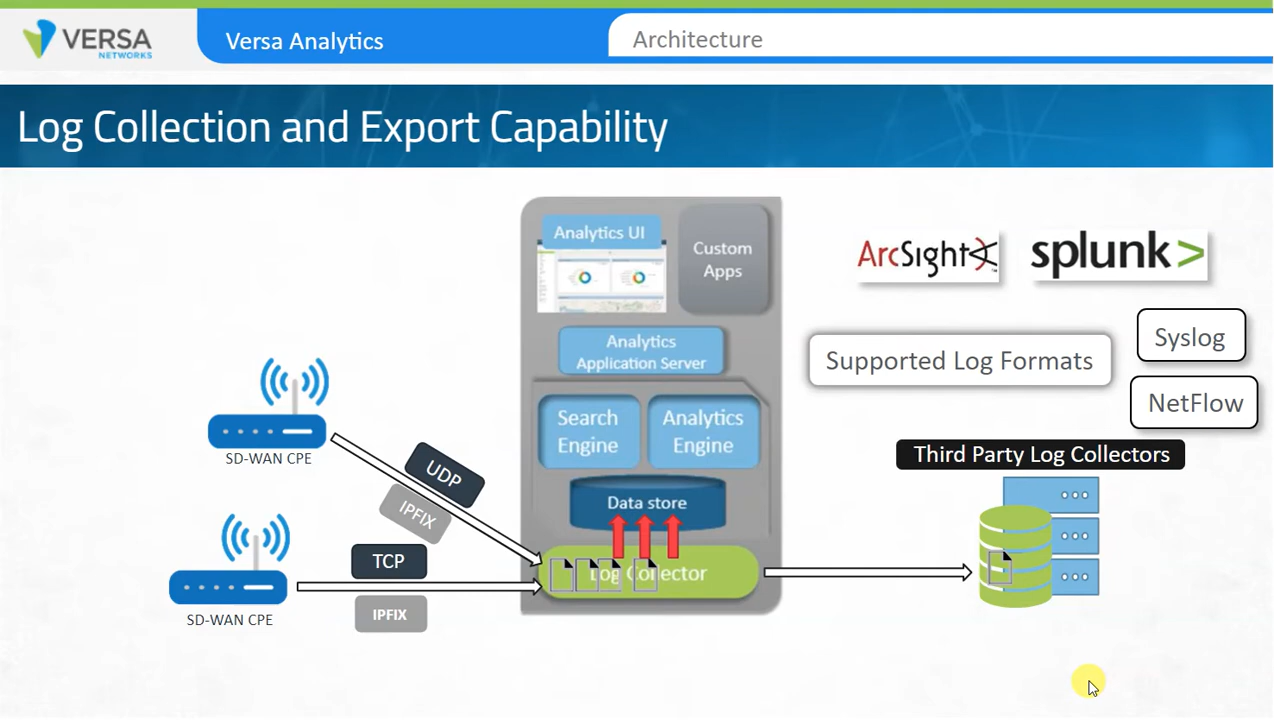 VERSA
NETWORKS
Versa Analytics
Architecture
Log Collection and Export Capability
Analytics UI
Custom
Apps
Analytics
Application Server
Search
Engine
Analytics
Engine
Data store
Log Collector
SD-WAN CPE
UDP
IPFIX
SD-WAN CPE
TCP
IPFIX
ArcSight
splunk>
Supported Log Formats
Syslog
NetFlow
Third Party Log Collectors